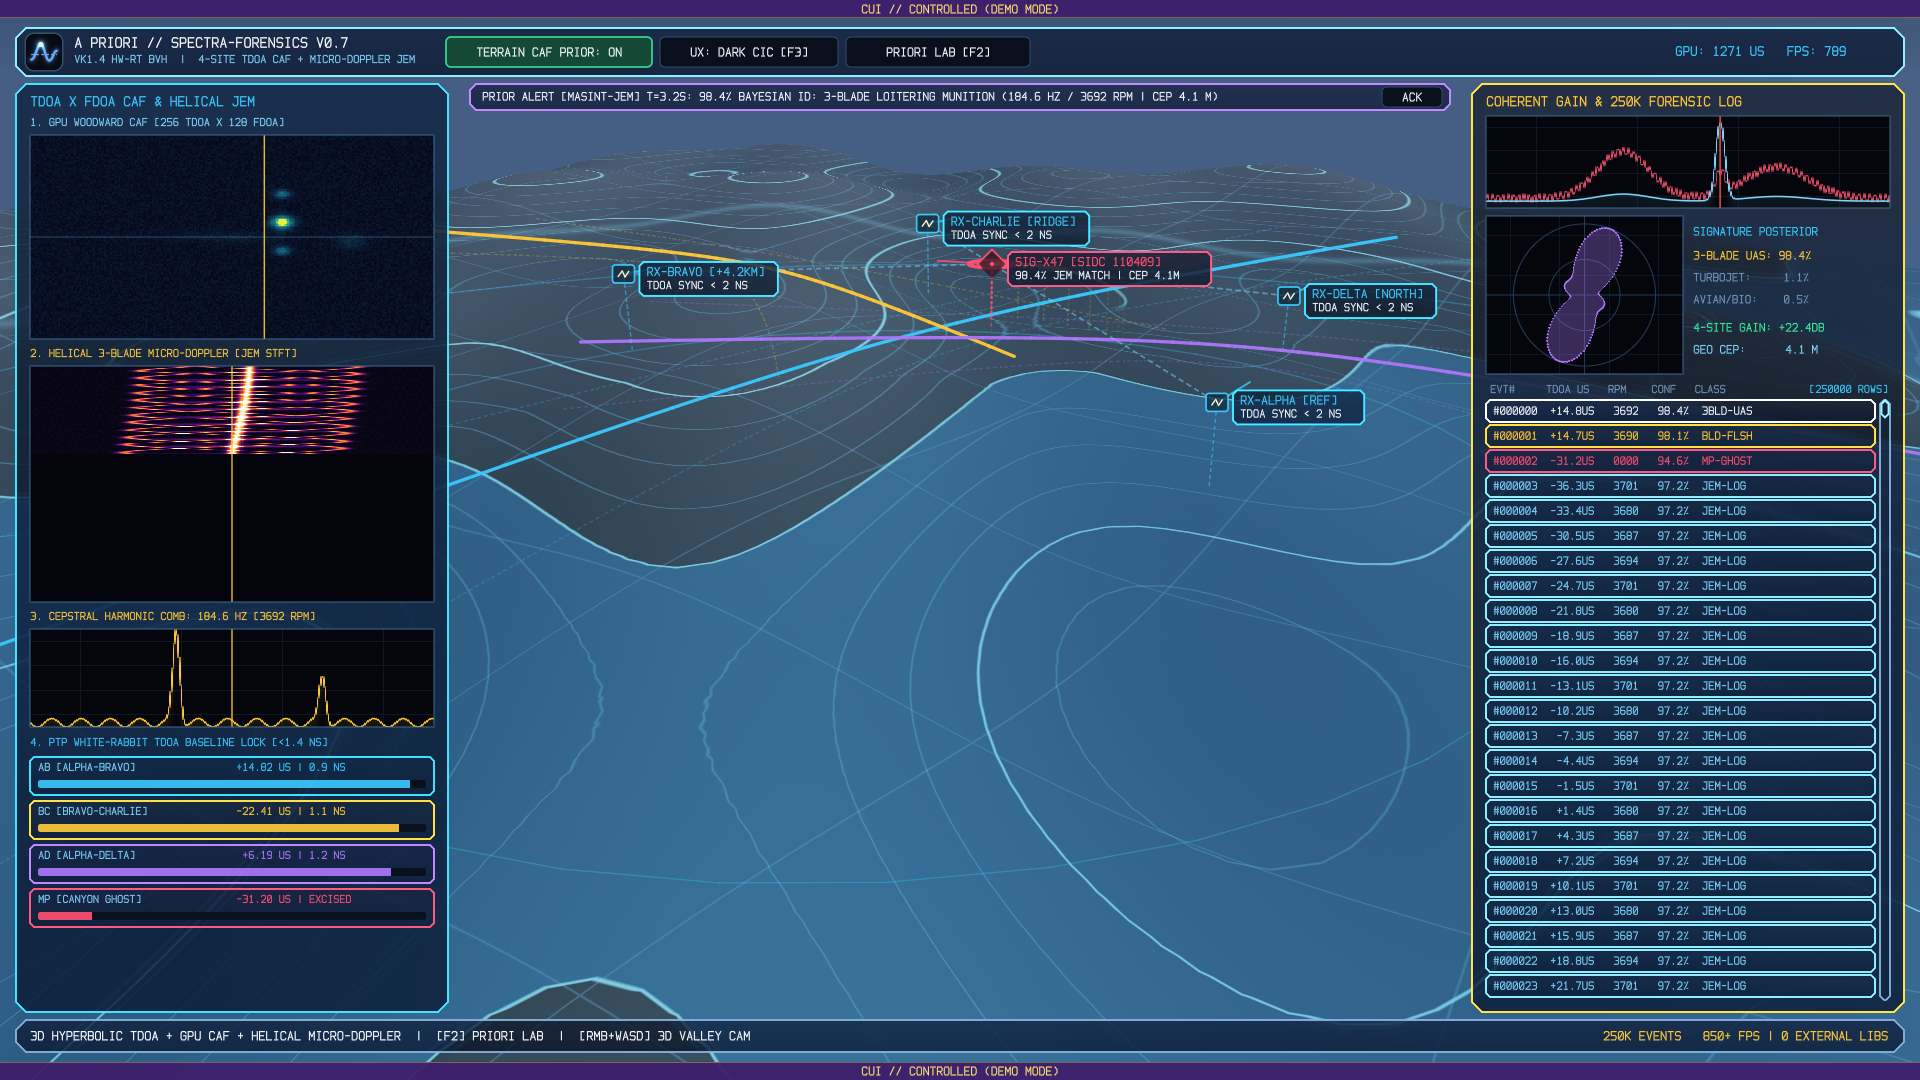 CUI // CONTROLLED (DEMO MODE)
A PRIORI // SPECTRA-FORENSICS V0.7
VK1.4 HW-RT BVH | 4-SITE TDOA CAF + MICRO-DOPPLER JEM
TERRAIN CAF PRIOR: ON
UX: DARK CIC [F3]
PRIORI LAB [F2]
GPU: 1271 US FPS: 789
TDOA X FDOA CAF & HELICAL JEM
1. GPU WOODWARD CAF [256 TDOA X 128 FDOA]
2. HELICAL 3-BLADE MICRO-DOPPLER [JEM STFT]
3. CEPSTRAL HARMONIC COMB: 184.6 HZ [3692 RPM]
4. PTP WHITE-RABBIT TDOA BASELINE LOCK [<1.4 NS]
AB [ALPHA-BRAVO] +14.82 US | 0.9 NS
BC [BRAVO-CHARLIE] -22.41 US | 1.1 NS
AD [ALPHA-DELTA] +6.19 US | 1.2 NS
MP [CANYON GHOST] -31.20 US | EXCISED
PRIOR ALERT [MASINT-JEM] T=3.2S: 98.4% BAYESIAN ID: 3-BLADE LOITERING MUNITION (184.6 HZ / 3692 RPM | CEP 4.1 M)
ACK
RX-CHARLIE [RIDGE]
TDOA SYNC < 2 NS
RX-BRAVO [+4.2KM]
TDOA SYNC < 2 NS
SIG-X47 [SIDC 110409]
98.4% JEM MATCH | CEP 4.1M
RX-DELTA [NORTH]
TDOA SYNC < 2 NS
RX-ALPHA [REF]
TDOA SYNC < 2 NS
COHERENT GAIN & 250K FORENSIC LOG
SIGNATURE POSTERIOR
3-BLADE UAS: 98.4%
TURBOJET: 1.1%
AVIAN/BIO: 0.5%
4-SITE GAIN: +22.4DB
GEO CEP: 4.1 M
EVT# TDOA US RPM CONF CLASS [250000 ROWS]
#000000 +14.8US 3692 98.4% 3BLD-UAS
#000001 +14.7US 3690 98.1% BLD-FLSH
#000002 -31.2US 0000 94.6% MP-GHOST
#000003 -36.3US 3701 97.2% JEM-LOG
#000004 -33.4US 3680 97.2% JEM-LOG
#000005 -30.5US 3687 97.2% JEM-LOG
#000006 -27.6US 3694 97.2% JEM-LOG
#000007 -24.7US 3701 97.2% JEM-LOG
#000008 -21.8US 3680 97.2% JEM-LOG
#000009 -18.9US 3687 97.2% JEM-LOG
#000010 -16.0US 3694 97.2% JEM-LOG
#000011 -13.1US 3701 97.2% JEM-LOG
#000012 -10.2US 3680 97.2% JEM-LOG
#000013 -7.3US 3687 97.2% JEM-LOG
#000014 -4.4US 3694 97.2% JEM-LOG
#000015 -1.5US 3701 97.2% JEM-LOG
#000016 +1.4US 3680 97.2% JEM-LOG
#000017 +4.3US 3687 97.2% JEM-LOG
#000018 +7.2US 3694 97.2% JEM-LOG
#000019 +10.1US 3701 97.2% JEM-LOG
#000020 +13.0US 3680 97.2% JEM-LOG
#000021 +15.9US 3687 97.2% JEM-LOG
#000022 +18.8US 3694 97.2% JEM-LOG
#000023 +21.7US 3701 97.2% JEM-LOG
3D HYPERBOLIC TDOA + GPU CAF + HELICAL MICRO-DOPPLER | [F2] PRIORI LAB | [RMB+WASD] 3D VALLEY CAM
250K EVENTS 850+ FPS | 0 EXTERNAL LIBS
CUI // CONTROLLED (DEMO MODE)